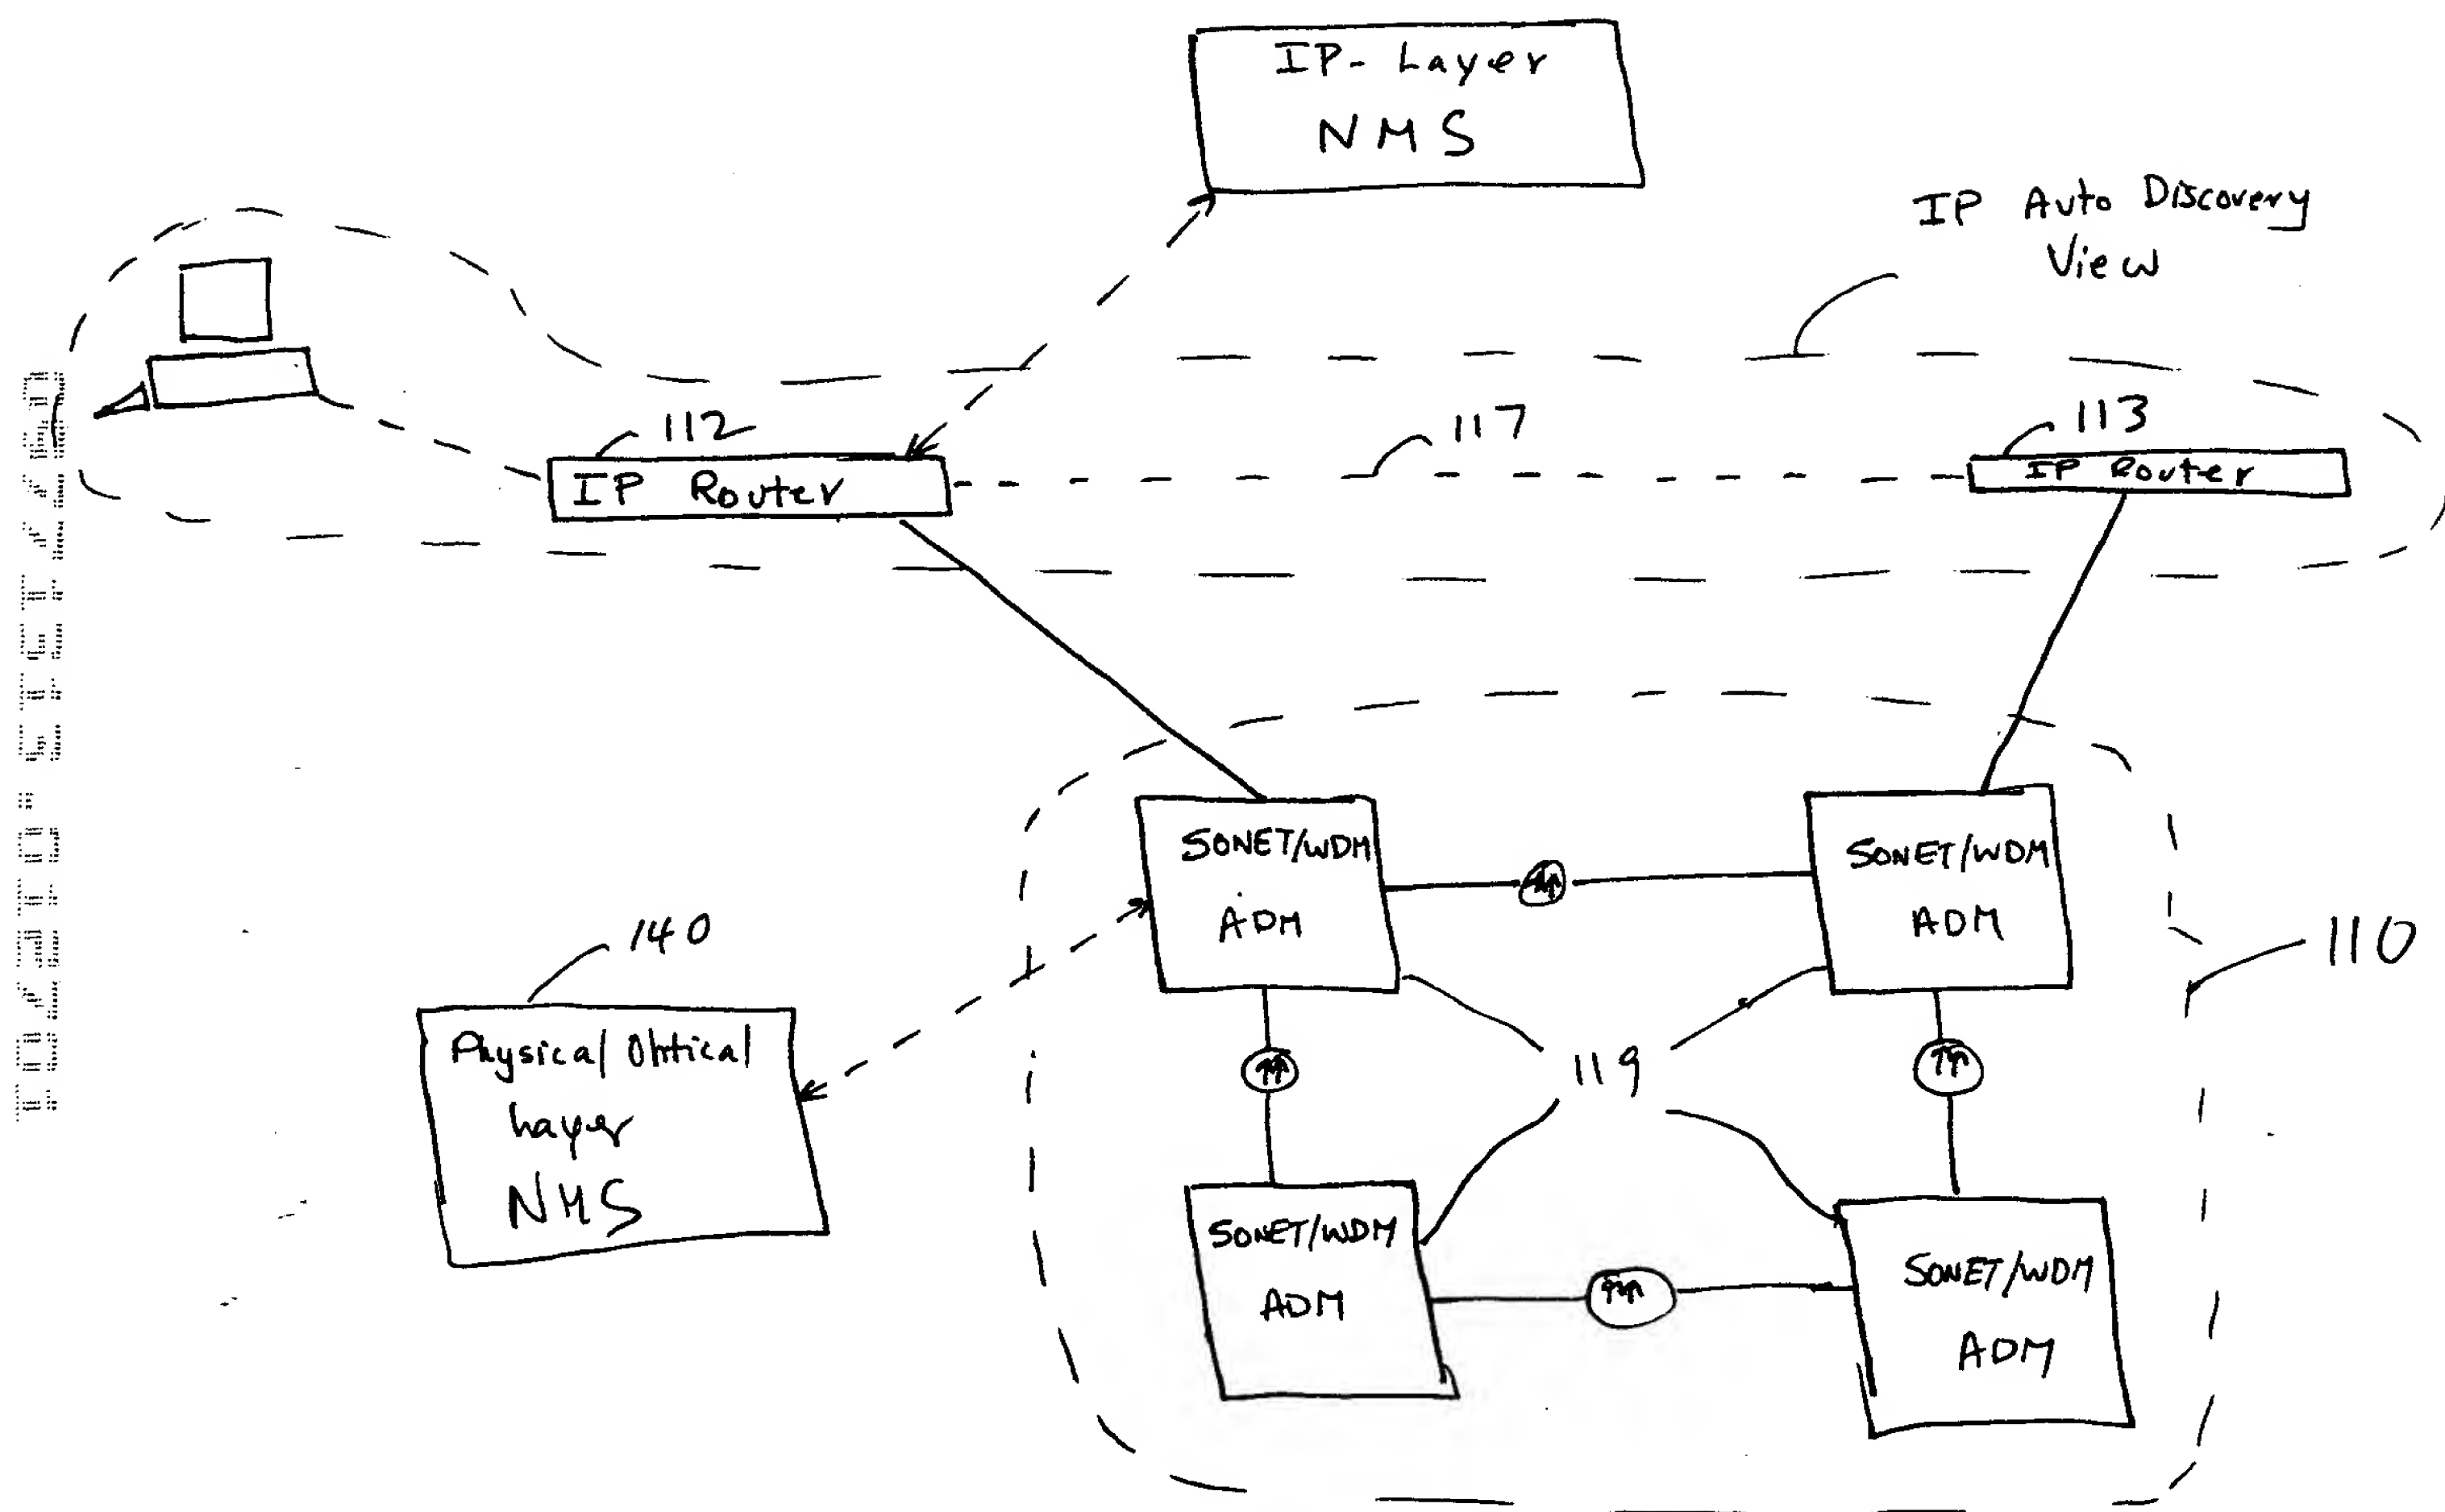 IP-Layer
NMS
IP Auto Discovery
View
112
117
113
IP Router
IP Router
SONET/WDM
ADM
SONET/WDM
ADM
140
110
Physical Optical
Layer
NMS
119
SONET/WDM
ADM
SONET/WDM
ADM